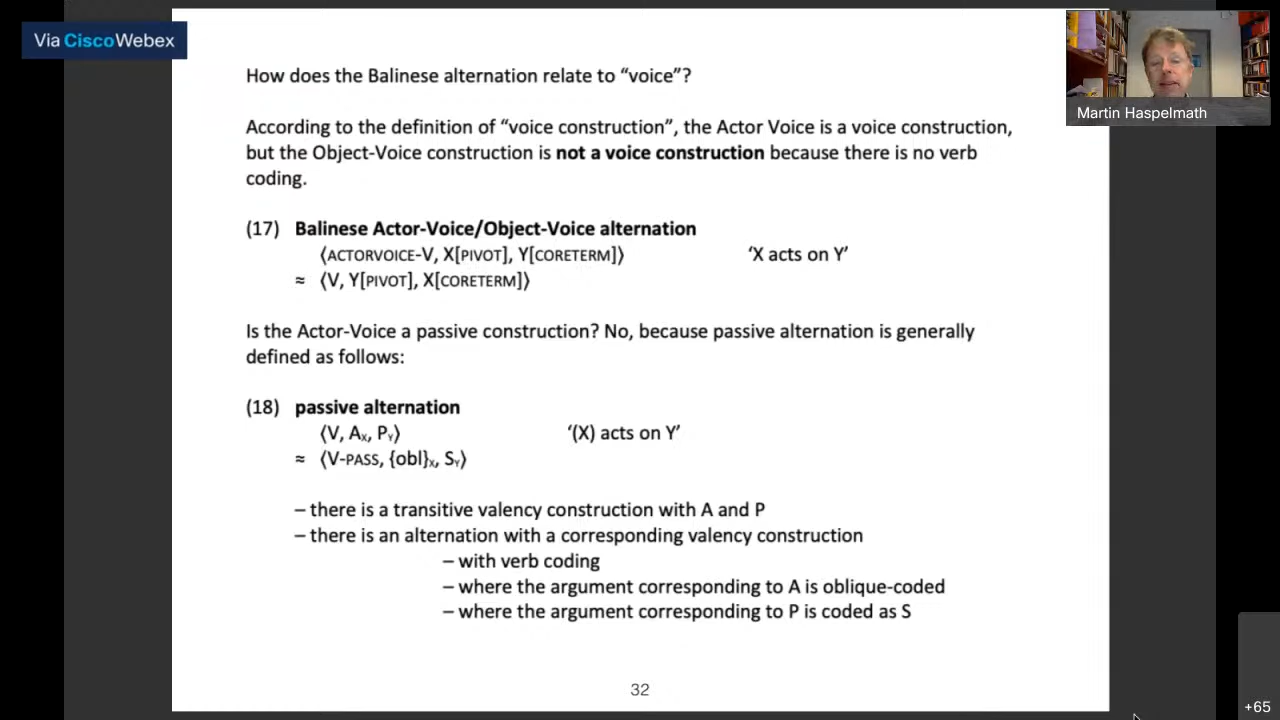 Via CiscoWebex
Martin Haspelmath
How does the Balinese alternation relate to “voice”?
According to the definition of “voice construction”, the Actor Voice is a voice construction,
but the Object-Voice construction is not a voice construction because there is no verb
coding.
(17) Balinese Actor-Voice/Object-Voice alternation
⟨ACTORVOICE-V, X[PIVOT], Y[CORETERM]⟩ ‘X acts on Y’
≈ ⟨V, Y[PIVOT], X[CORETERM]⟩
Is the Actor-Voice a passive construction? No, because passive alternation is generally
defined as follows:
(18) passive alternation
⟨V, Aₓ, Pᵧ⟩ ‘(X) acts on Y’
≈ ⟨V-PASS, {obl}ₓ, Sᵧ⟩
– there is a transitive valency construction with A and P
– there is an alternation with a corresponding valency construction
– with verb coding
– where the argument corresponding to A is oblique-coded
– where the argument corresponding to P is coded as S
32
+65